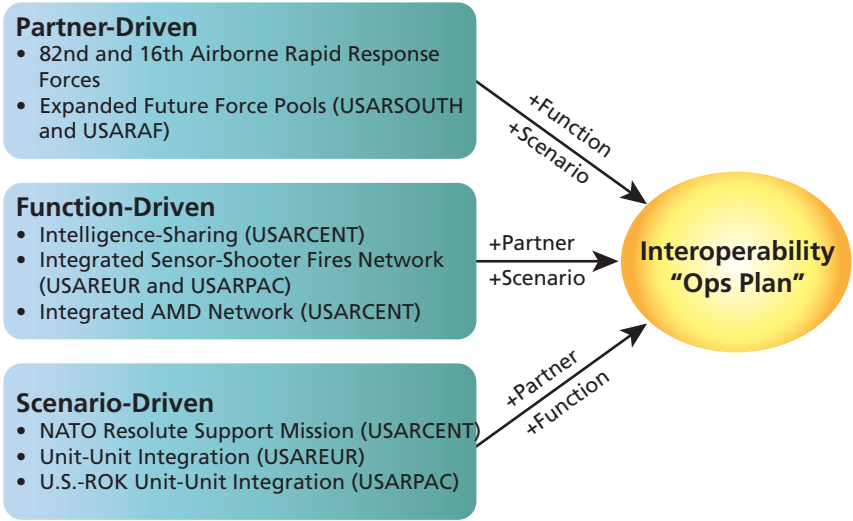 Partner-Driven
• 82nd and 16th Airborne Rapid Response
Forces
• Expanded Future Force Pools (USARSOUTH
and USARAF)
+Function
+Scenario
Function-Driven
• Intelligence-Sharing (USARCENT)
• Integrated Sensor-Shooter Fires Network
(USAREUR and USARPAC)
• Integrated AMD Network (USARCENT)
+Partner
+Scenario
Interoperability
“Ops Plan”
Scenario-Driven
• NATO Resolute Support Mission (USARCENT)
• Unit-Unit Integration (USAREUR)
• U.S.-ROK Unit-Unit Integration (USARPAC)
+Partner
+Function